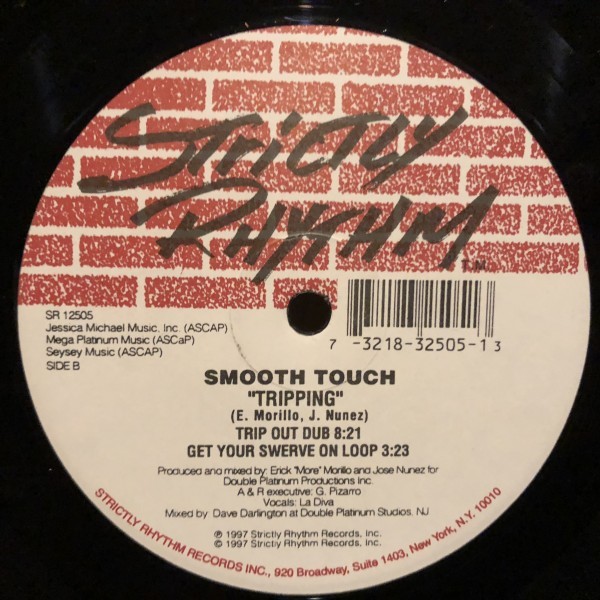 STRICTLY
RHYTHM
T.M.
SR 12505
Jessica Michael Music, Inc. (ASCAP)
Mega Platinum Music (ASCaP)
Seysey Music (ASCAP)
SIDE B
7 -3218-32505-1 3
SMOOTH TOUCH
"TRIPPING"
(E. Morillo, J. Nunez)
TRIP OUT DUB 8:21
GET YOUR SWERVE ON LOOP 3:23
Produced and mixed by: Erick "More" Morillo and Jose Nunez for
Double Platinum Productions Inc.
A & R executive: G. Pizarro
Vocals: La Diva
Mixed by Dave Darlington at Double Platinum Studios, NJ
℗ 1997 Strictly Rhythm Records, Inc.
© 1997 Strictly Rhythm Records, Inc.
STRICTLY RHYTHM RECORDS INC., 920 Broadway, Suite 1403, New York, N.Y. 10010